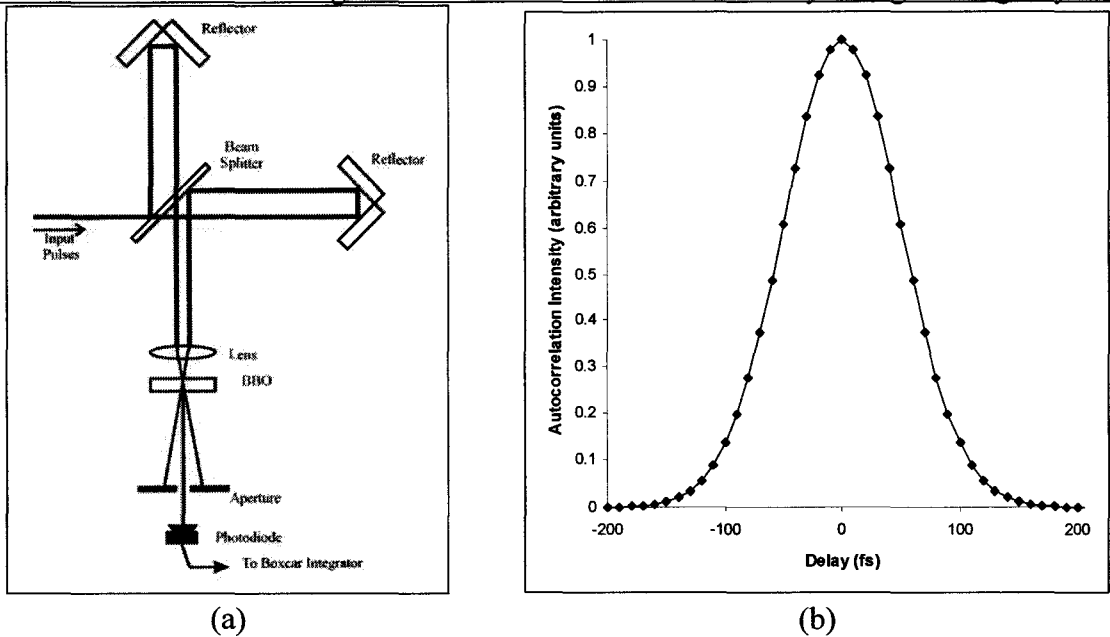 Reflector
Beam
Splitter
Reflector
Input
Pulses
Lens
BBO
Aperture
Photodiode
To Boxcar Integrator
(a)
Autocorrelation Intensity (arbitrary units)
1
0.9
0.8
0.7
0.6
0.5
0.4
0.3
0.2
0.1
0
-200
-100
0
100
200
Delay (fs)
(b)